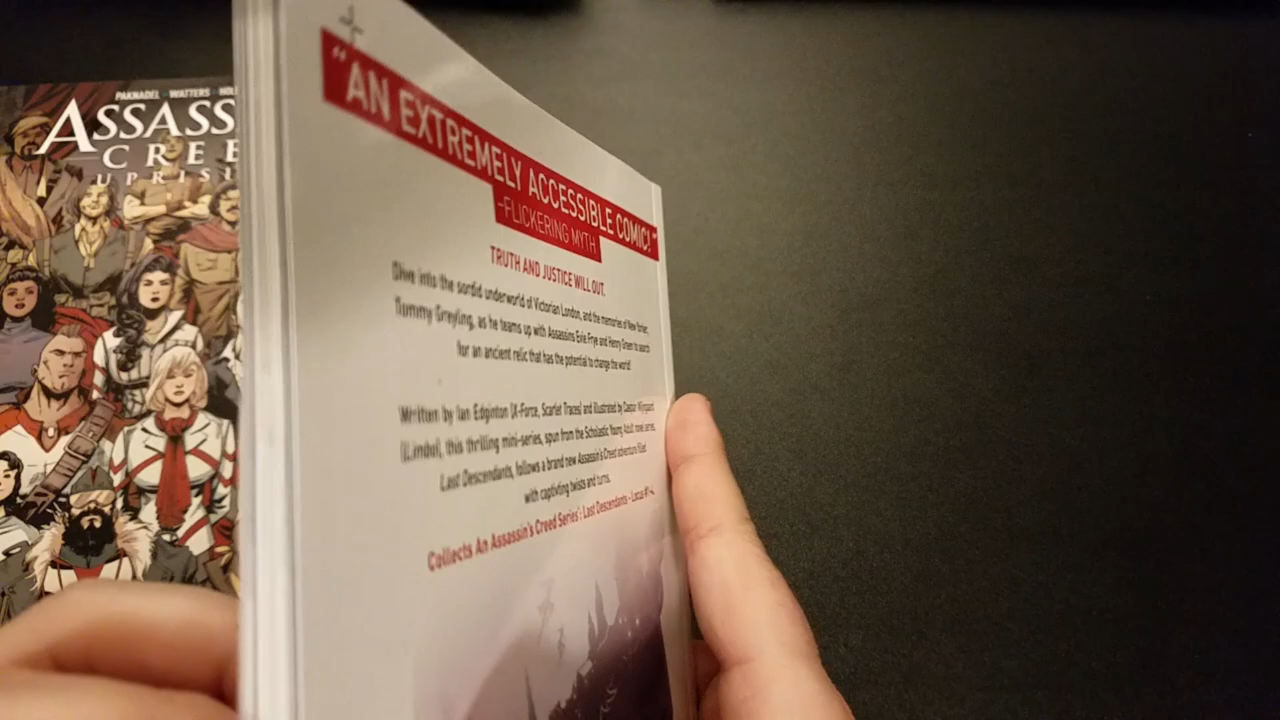 PAKNADEL WATTERS HOL
ASSASS
CREE
UPRISI
"AN EXTREMELY ACCESSIBLE COMIC!"
-FLICKERING MYTH
TRUTH AND JUSTICE WILL OUT.
Dive into the sordid underworld of Victorian London, and the memories of New Yorker,
Tommy Greyling, as he teams up with Assassins Evie Frye and Henry Green to search
for an ancient relic that has the potential to change the world!
Written by Ian Edginton (X-Force, Scarlet Traces) and illustrated by Caspar Wijngaard
(Limbo), this thrilling mini-series, spun from the Scholastic Young Adult novel series,
Last Descendants, follows a brand new Assassin's Creed adventure filled
with captivting twists and turns.
Collects An Assassin's Creed Series: Last Descendants - Locus #1-4